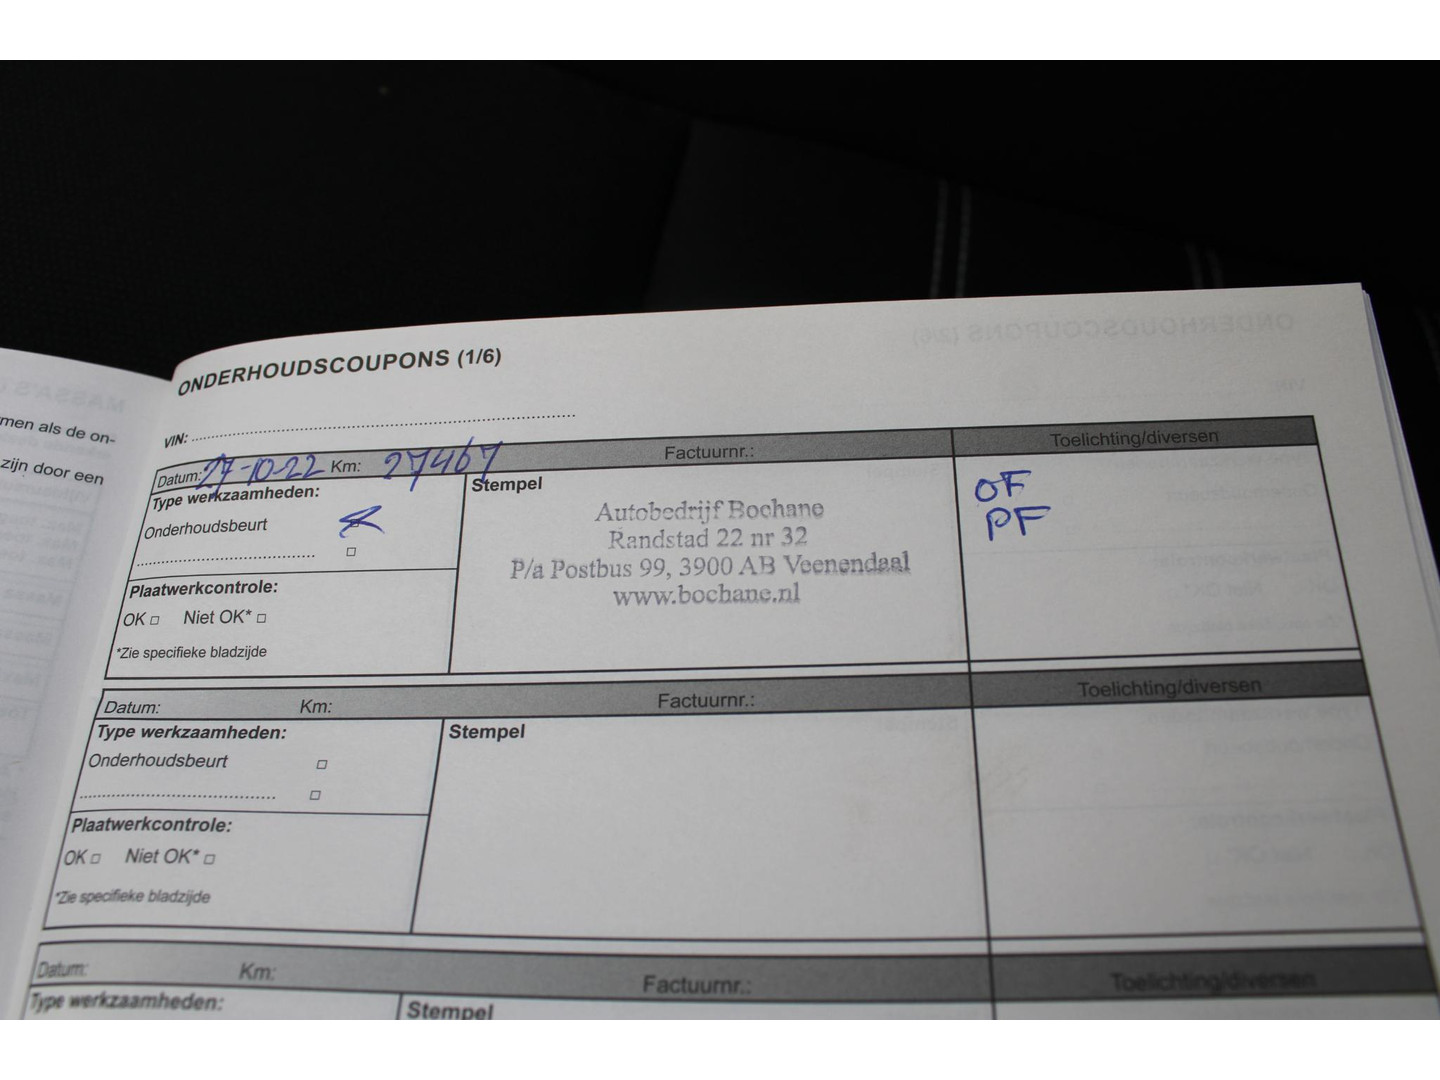 men als de on-
zijn door een
ONDERHOUDSCOUPONS (1/6)
VIN:
Datum: 27-10-22 Km: 27467 Factuurnr.: Toelichting/diversen
Type werkzaamheden:
Onderhoudsbeurt
Plaatwerkcontrole:
OK □ Niet OK* □
*Zie specifieke bladzijde
Stempel
Autobedrijf Bochane
Randstad 22 nr 32
P/a Postbus 99, 3900 AB Veenendaal
www.bochane.nl
OF
PF
Datum: Km: Factuurnr.: Toelichting/diversen
Type werkzaamheden:
Onderhoudsbeurt □
Plaatwerkcontrole:
OK □ Niet OK* □
*Zie specifieke bladzijde
Stempel
Datum: Km: Factuurnr.: Toelichting/diversen
Type werkzaamheden:
Stempel